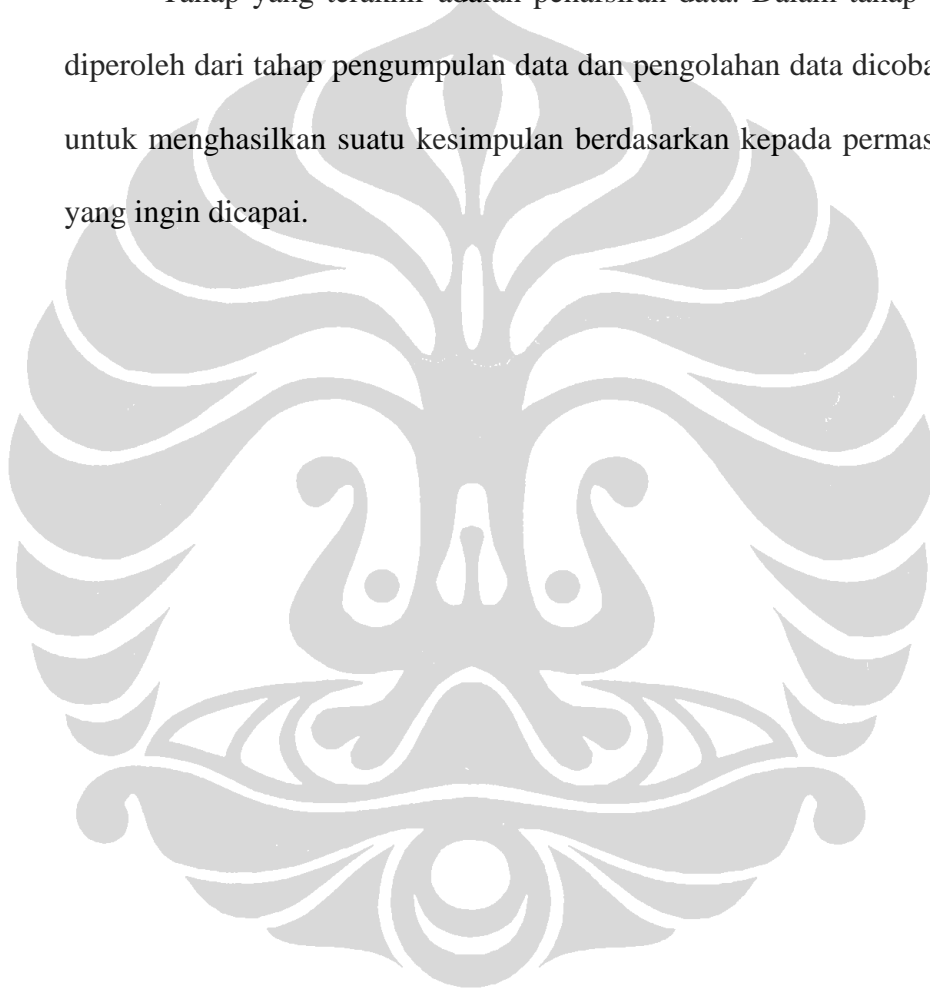 Tahap yang terakhir adalah penafsiran data. Dalam tahap
diperoleh dari tahap pengumpulan data dan pengolahan data dicoba
untuk menghasilkan suatu kesimpulan berdasarkan kepada permas
yang ingin dicapai.